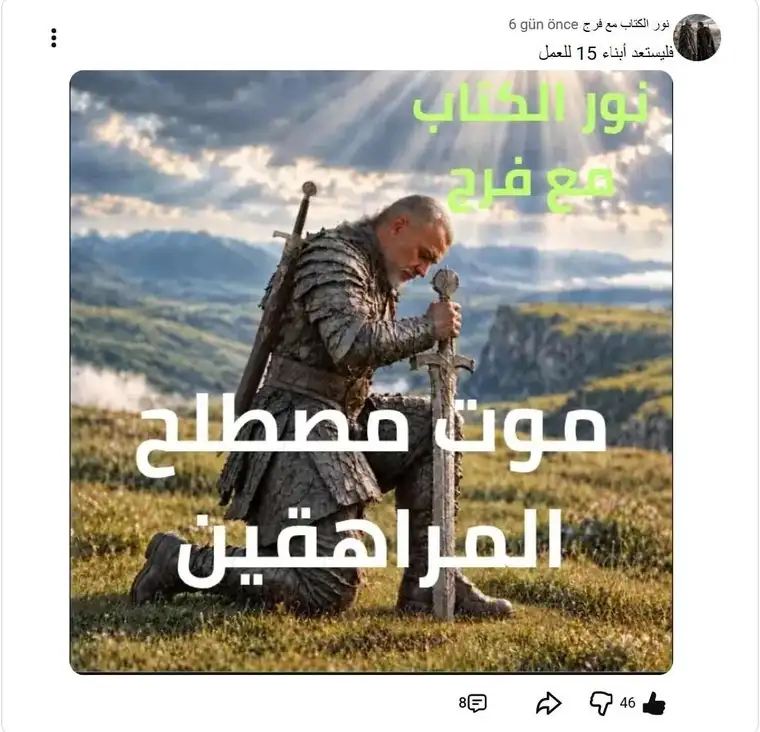 نور الكتاب مع فرج 6 gün önce
فليستعد أبناء 15 للعمل
نور الكتاب
مع فرج
موت مصطلح
المراهقين
46
8